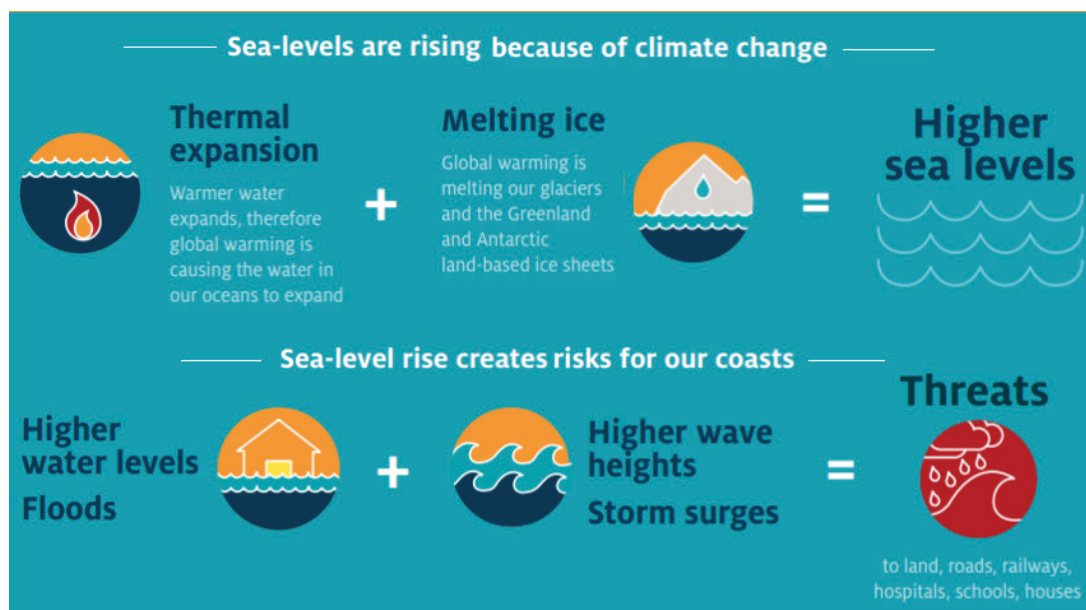 Sea-levels are rising because of climate change
Thermal
expansion
Warmer water
expands, therefore
global warming is
causing the water in
our oceans to expand
+
Melting ice
Global warming is
melting our glaciers
and the Greenland
and Antarctic
land-based ice sheets
=
Higher
sea levels
Sea-level rise creates risks for our coasts
Higher
water levels
Floods
+
Higher wave
heights
Storm surges
=
Threats
to land, roads, railways,
hospitals, schools, houses